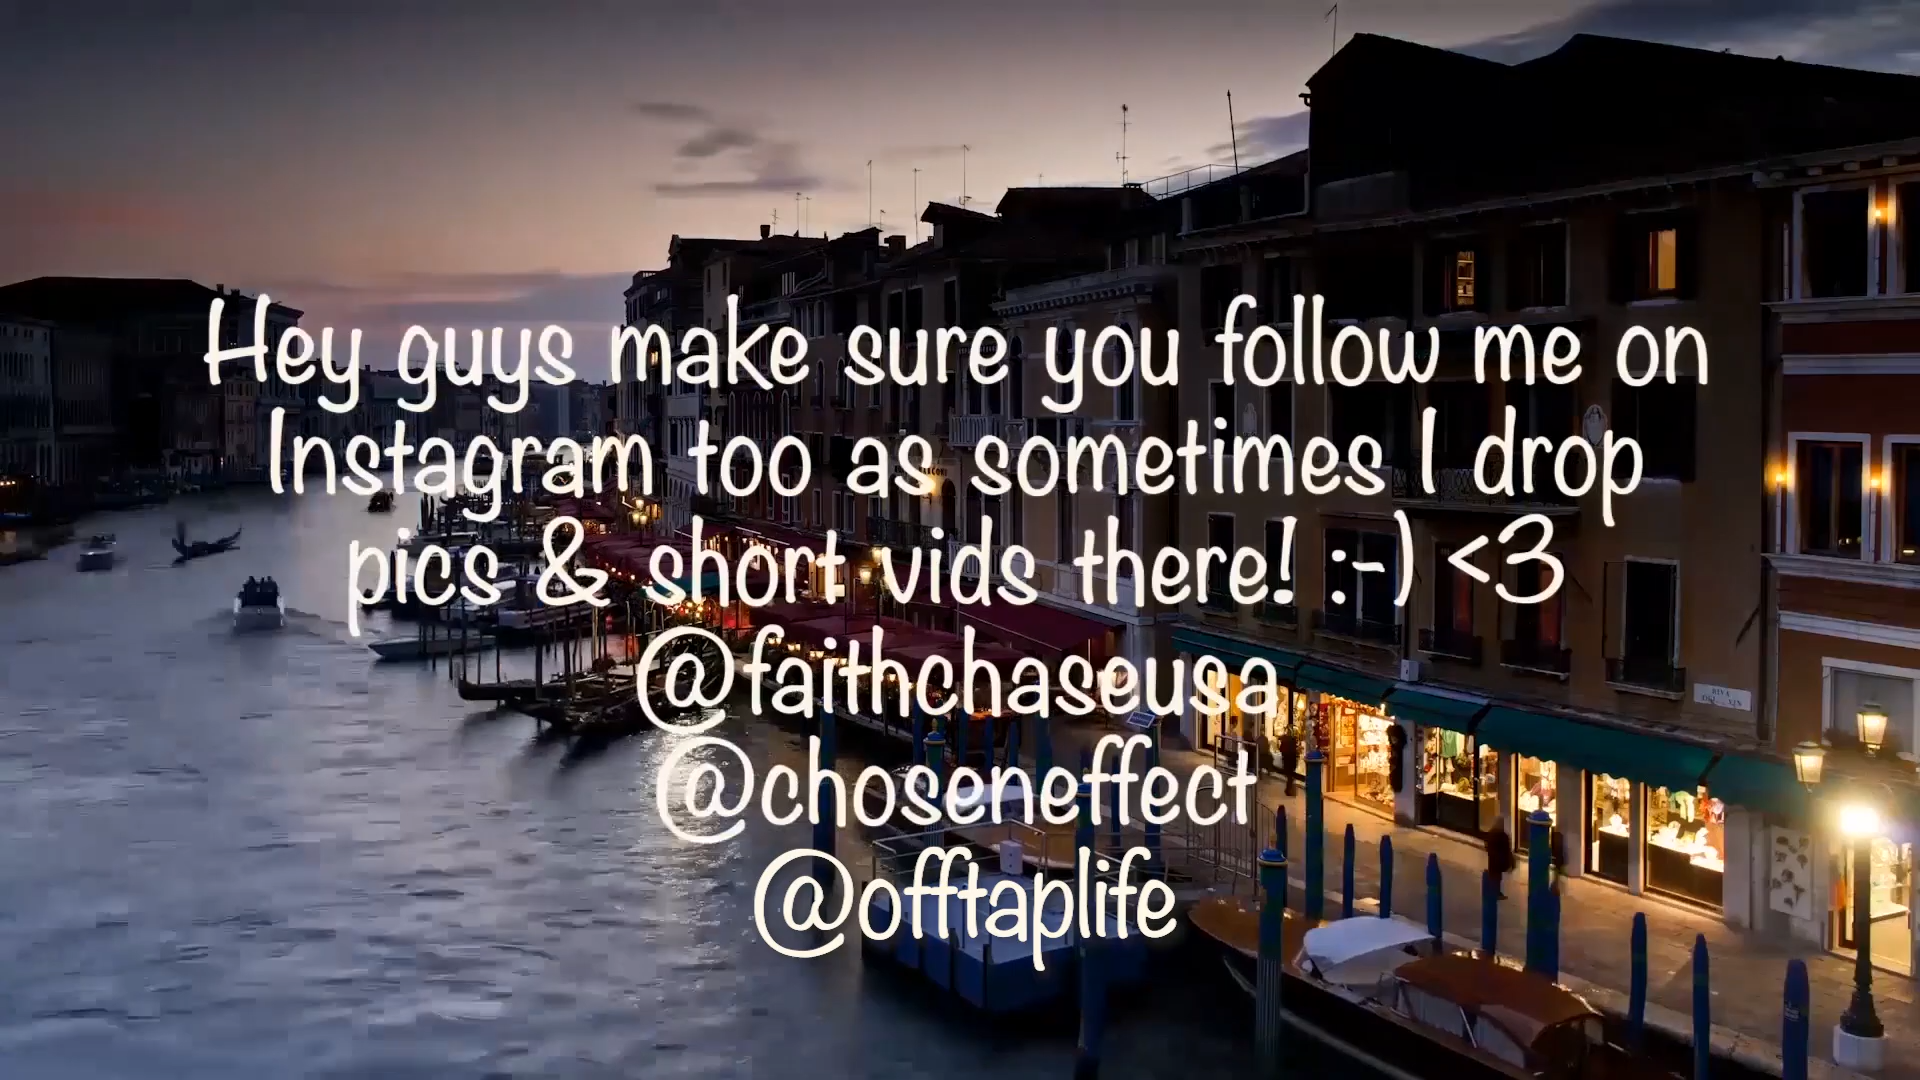 Hey guys make sure you follow me on
Instagram too as sometimes I drop
pics & short vids there! :-) <3
@faithchaseusa
@choseneffect
@offtaplife